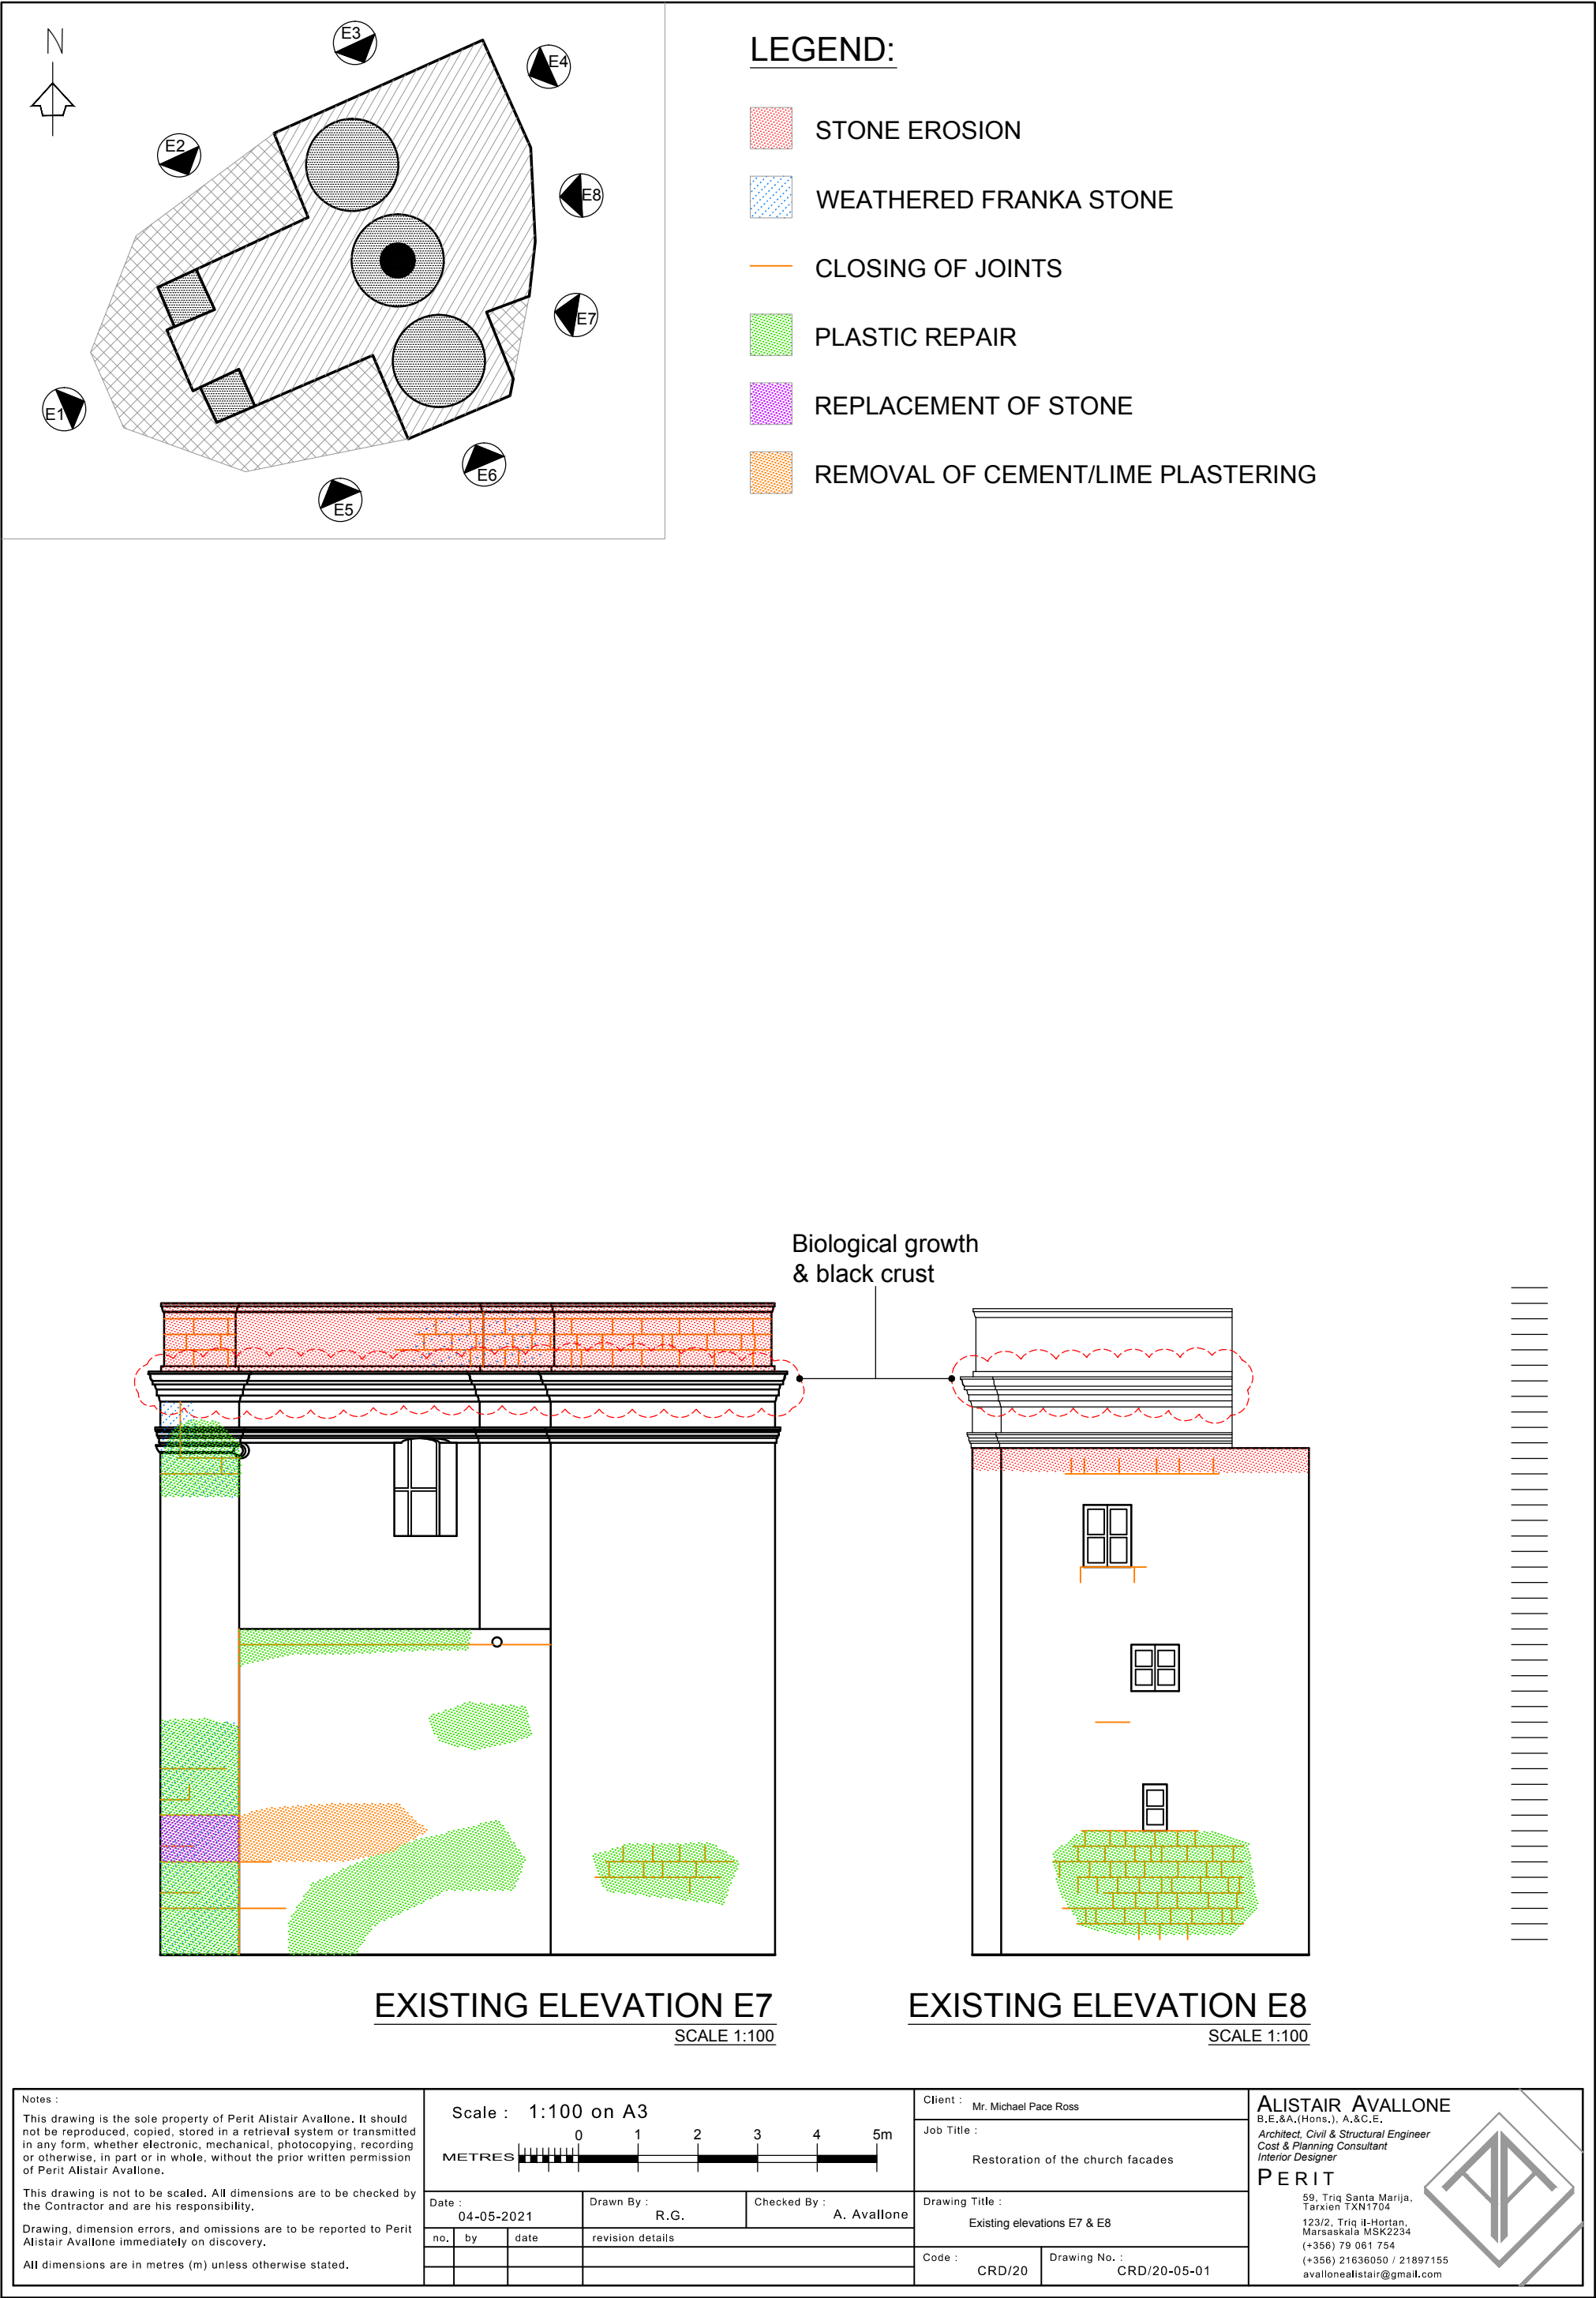 N
E3
E4
E2
E8
E7
E1
E6
E5
LEGEND:
STONE EROSION
WEATHERED FRANKA STONE
CLOSING OF JOINTS
PLASTIC REPAIR
REPLACEMENT OF STONE
REMOVAL OF CEMENT/LIME PLASTERING
Biological growth
& black crust
EXISTING ELEVATION E7
SCALE 1:100
EXISTING ELEVATION E8
SCALE 1:100
Notes :
This drawing is the sole property of Perit Alistair Avallone. It should
not be reproduced, copied, stored in a retrieval system or transmitted
in any form, whether electronic, mechanical, photocopying, recording
or otherwise, in part or in whole, without the prior written permission
of Perit Alistair Avallone.
This drawing is not to be scaled. All dimensions are to be checked by
the Contractor and are his responsibility.
Drawing, dimension errors, and omissions are to be reported to Perit
Alistair Avallone immediately on discovery.
All dimensions are in metres (m) unless otherwise stated.
Scale : 1:100 on A3
0 1 2 3 4 5m
METRES
Date :
04-05-2021
Drawn By :
R.G.
Checked By :
A. Avallone
no. by date revision details
Client : Mr. Michael Pace Ross
Job Title :
Restoration of the church facades
Drawing Title :
Existing elevations E7 & E8
Code :
CRD/20
Drawing No. :
CRD/20-05-01
ALISTAIR AVALLONE
B.E.&A.(Hons.), A.&C.E.
Architect, Civil & Structural Engineer
Cost & Planning Consultant
Interior Designer
PERIT
59, Triq Santa Marija,
Tarxien TXN1704
123/2, Triq il-Hortan,
Marsaskala MSK2234
(+356) 79 061 754
(+356) 21636050 / 21897155
avallonealistair@gmail.com